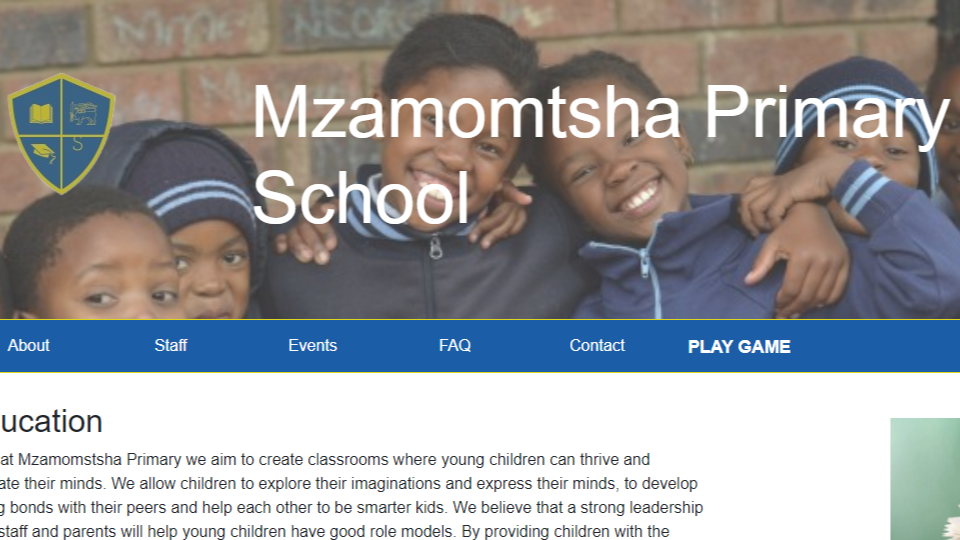 Mzamomtsha Primary
School
S
About Staff Events FAQ Contact PLAY GAME
ucation
at Mzamomstsha Primary we aim to create classrooms where young children can thrive and
ate their minds. We allow children to explore their imaginations and express their minds, to develop
g bonds with their peers and help each other to be smarter kids. We believe that a strong leadership
staff and parents will help young children have good role models. By providing children with the